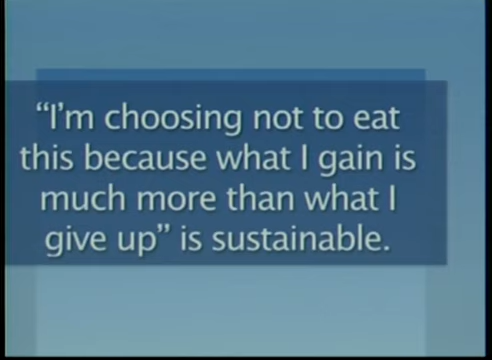 “I’m choosing not to eat
this because what I gain is
much more than what I
give up” is sustainable.